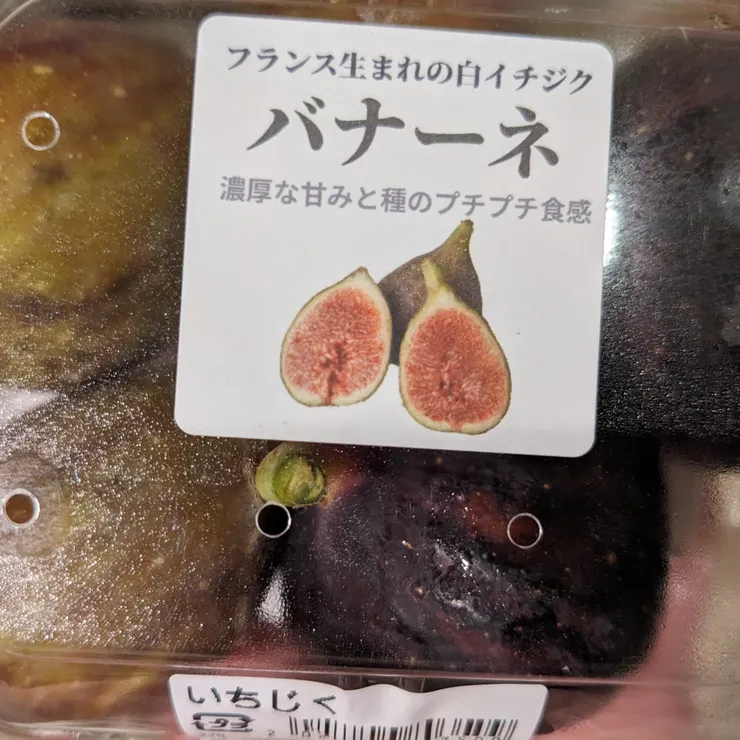 フランス生まれの白イチジク
バナーネ
濃厚な甘みと種のプチプチ食感
いちじく